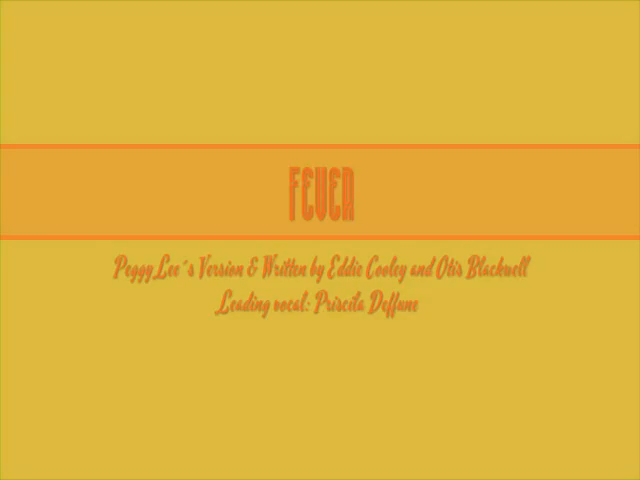 FEVER
Peggy Lee´s Version & Written by Eddie Cooley and Otis Blackwell
Leading vocal: Priscila Deffune